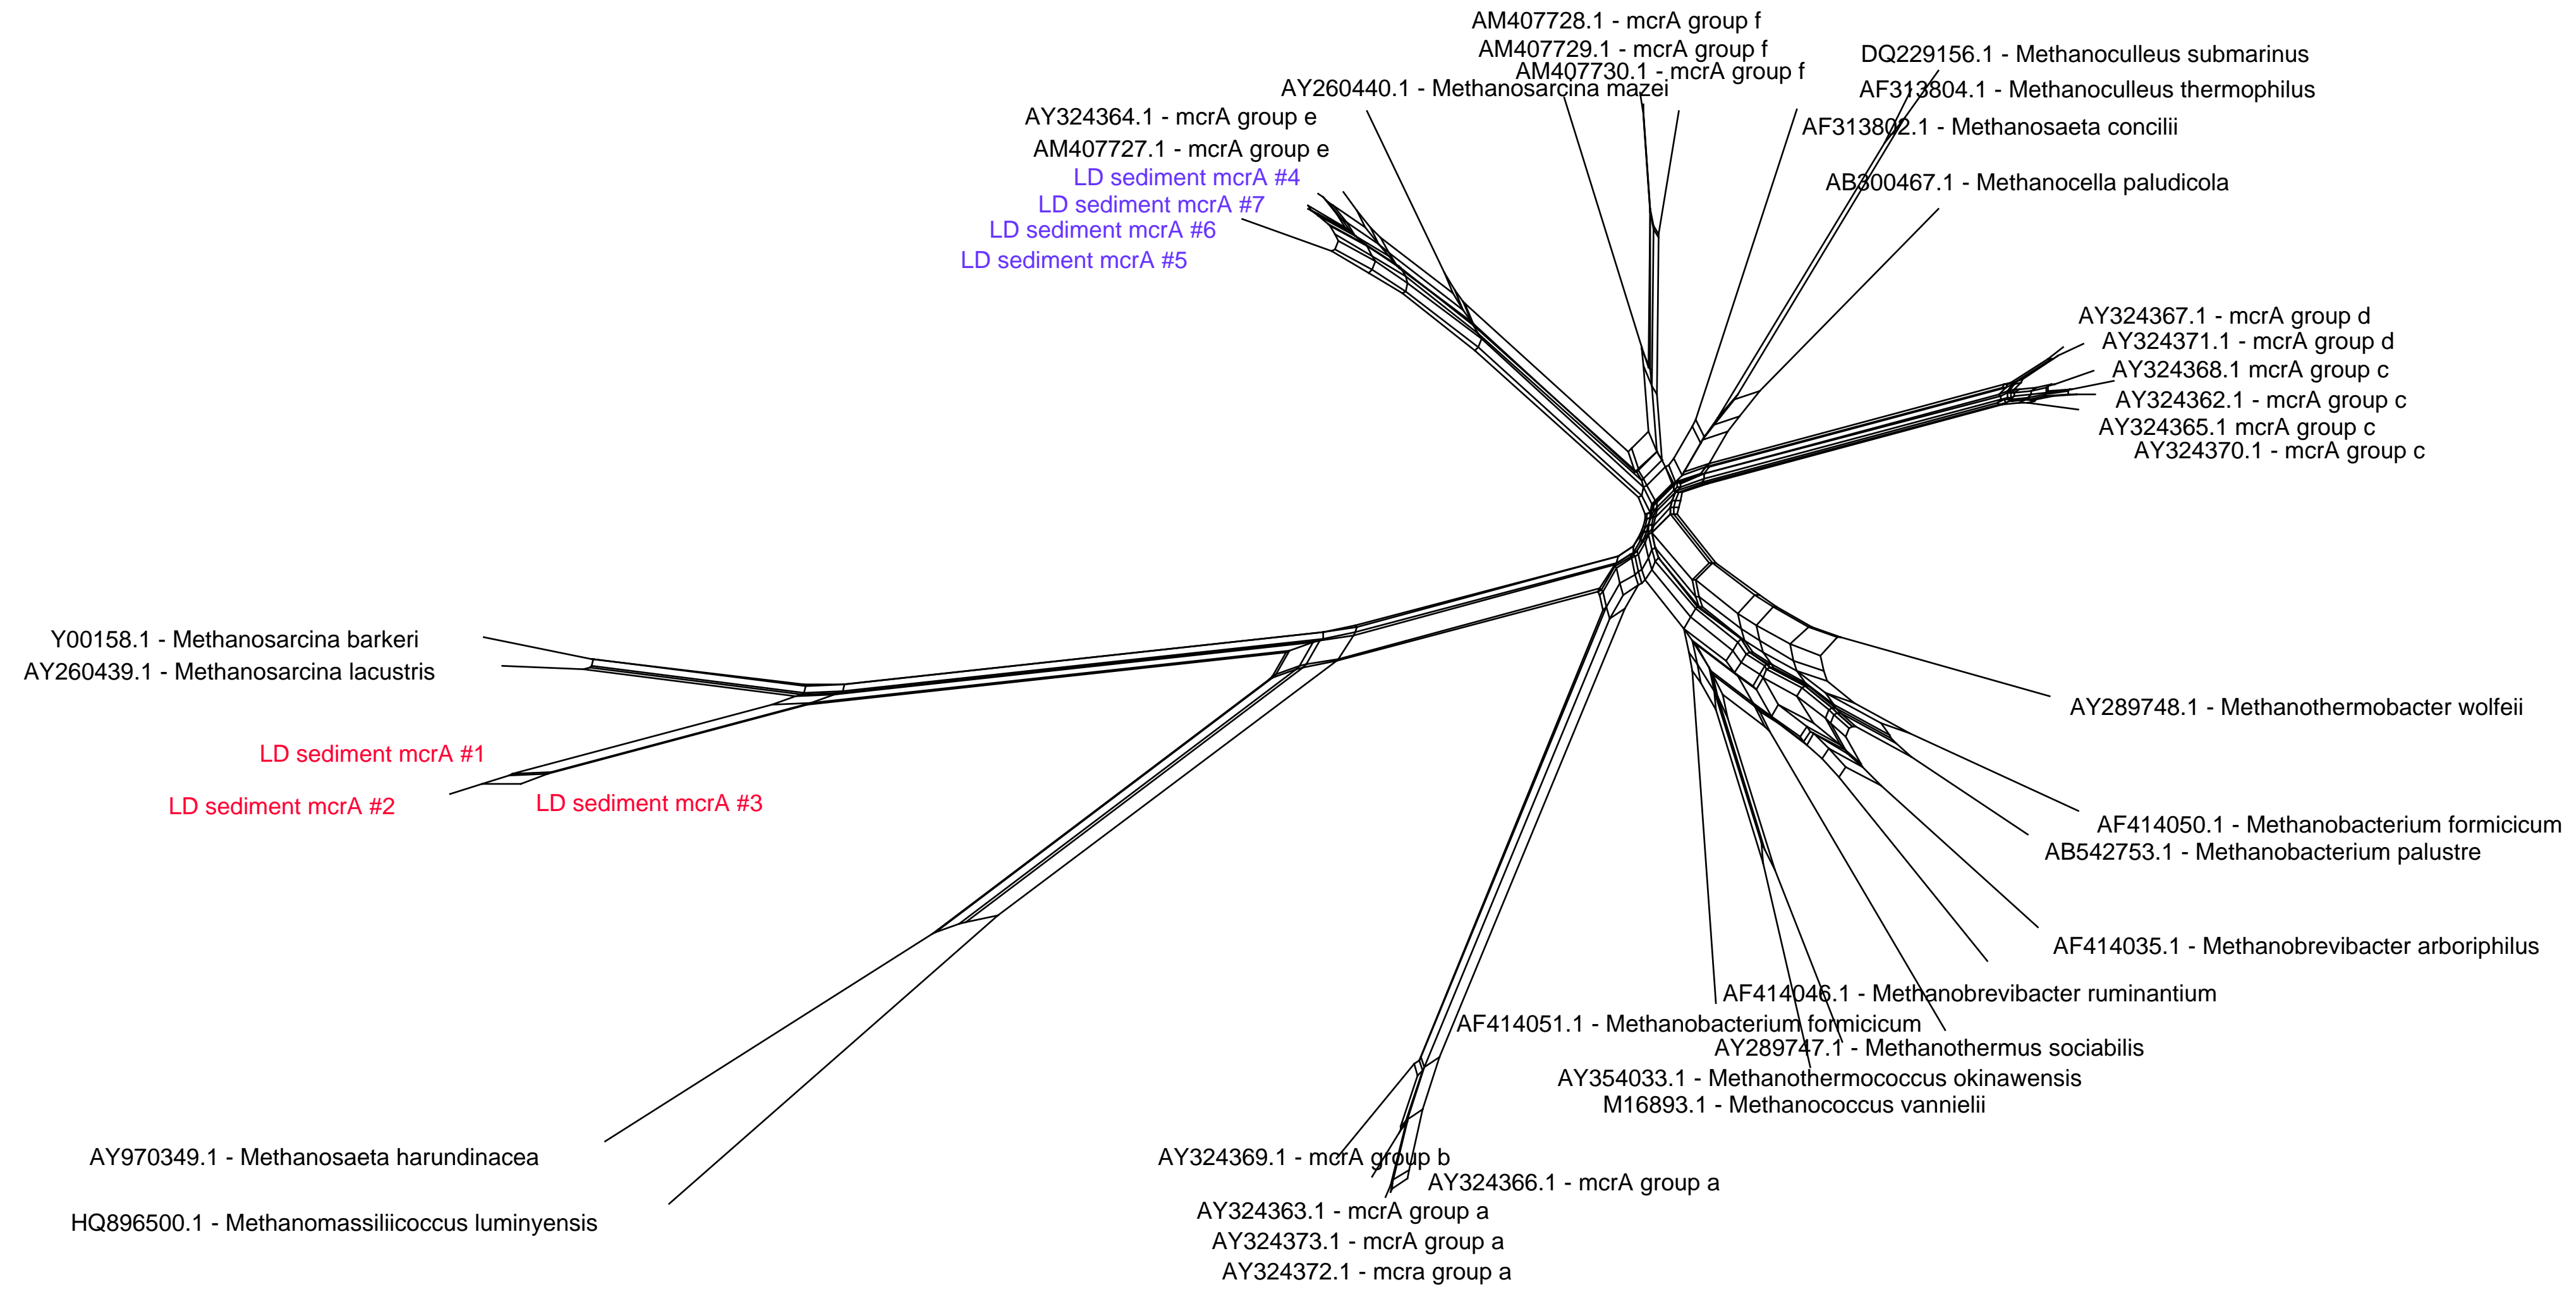 AM407728.1 - mcrA group f
AM407729.1 - mcrA group f
DQ229156.1 - Methanoculleus submarinus
AM407730.1 - mcrA group f
AY260440.1 - Methanosarcina mazei
AF313804.1 - Methanoculleus thermophilus
AY324364.1 - mcrA group e
AF313802.1 - Methanosaeta concilii
AM407727.1 - mcrA group e
LD sediment mcrA #4
AB300467.1 - Methanocella paludicola
LD sediment mcrA #7
LD sediment mcrA #6
LD sediment mcrA #5
AY324367.1 - mcrA group d
AY324371.1 - mcrA group d
AY324368.1 mcrA group c
AY324362.1 - mcrA group c
AY324365.1 mcrA group c
AY324370.1 - mcrA group c
Y00158.1 - Methanosarcina barkeri
AY260439.1 - Methanosarcina lacustris
AY289748.1 - Methanothermobacter wolfeii
LD sediment mcrA #1
LD sediment mcrA #2
LD sediment mcrA #3
AF414050.1 - Methanobacterium formicicum
AB542753.1 - Methanobacterium palustre
AF414035.1 - Methanobrevibacter arboriphilus
AF414046.1 - Methanobrevibacter ruminantium
AF414051.1 - Methanobacterium formicicum
AY289747.1 - Methanothermus sociabilis
AY354033.1 - Methanothermococcus okinawensis
M16893.1 - Methanococcus vannielii
AY970349.1 - Methanosaeta harundinacea
AY324369.1 - mcrA group b
AY324366.1 - mcrA group a
AY324363.1 - mcrA group a
HQ896500.1 - Methanomassiliicoccus luminyensis
AY324373.1 - mcrA group a
AY324372.1 - mcra group a